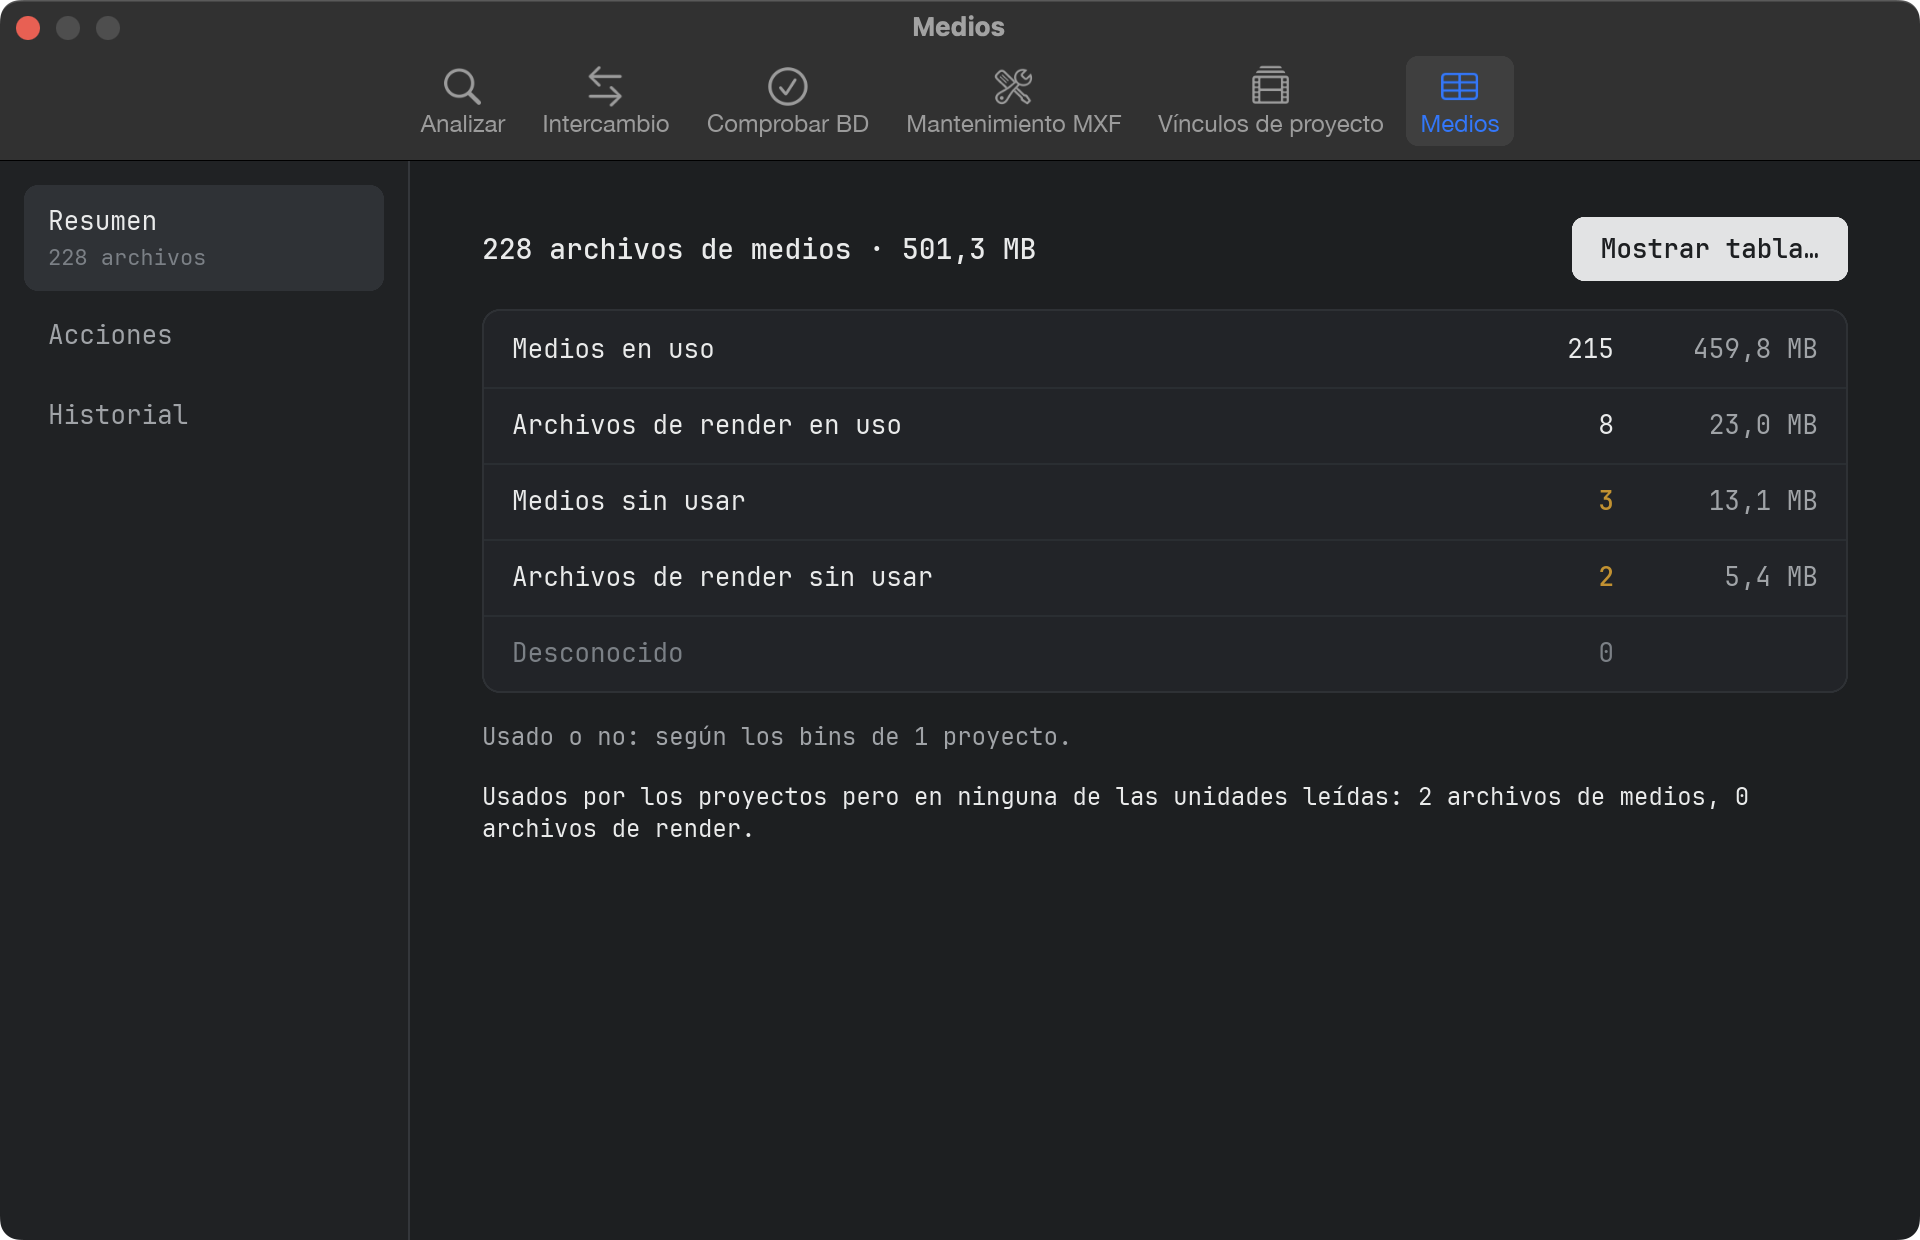 Medios
Analizar
Intercambio
Comprobar BD
Mantenimiento MXF
Vínculos de proyecto
Medios
Resumen
228 archivos
Acciones
Historial
228 archivos de medios · 501,3 MB
Mostrar tabla…
Medios en uso 215 459,8 MB
Archivos de render en uso 8 23,0 MB
Medios sin usar 3 13,1 MB
Archivos de render sin usar 2 5,4 MB
Desconocido 0
Usado o no: según los bins de 1 proyecto.
Usados por los proyectos pero en ninguna de las unidades leídas: 2 archivos de medios, 0
archivos de render.